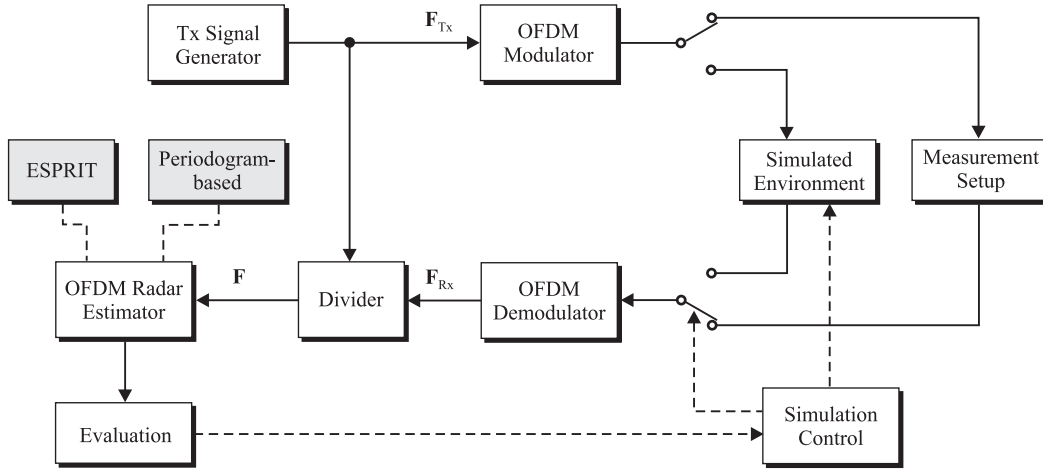 Tx Signal
Generator
F_Tx
OFDM
Modulator
ESPRIT
Periodogram-
based
Simulated
Environment
Measurement
Setup
OFDM Radar
Estimator
F
Divider
F_Rx
OFDM
Demodulator
Evaluation
Simulation
Control